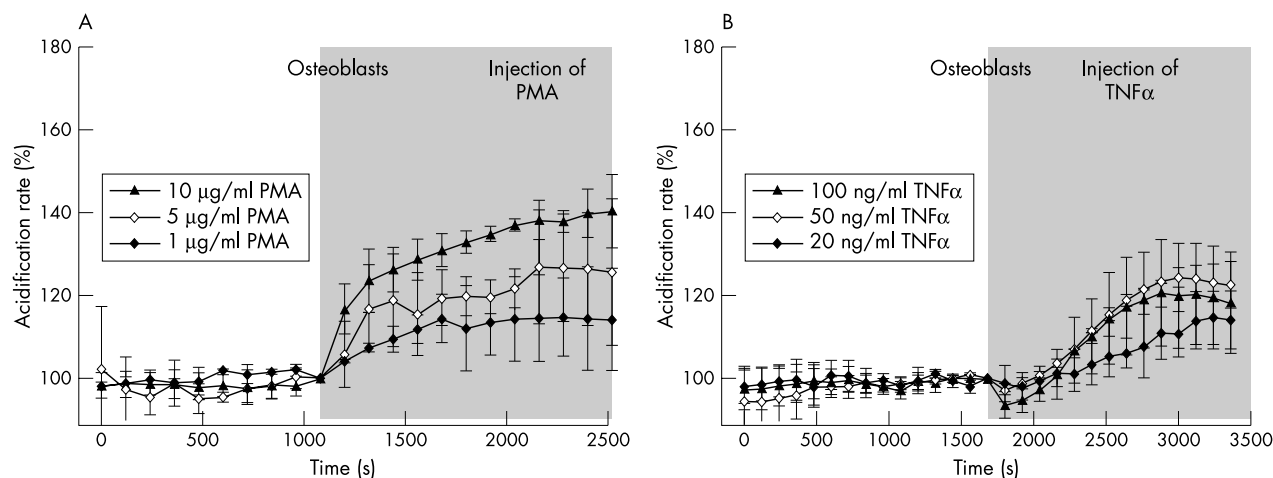 A
180
160
140
120
100
Acidification rate (%)
Osteoblasts
Injection of
PMA
10 µg/ml PMA
5 µg/ml PMA
1 µg/ml PMA
0
500
1000
1500
2000
2500
Time (s)
B
180
160
140
120
100
Acidification rate (%)
Osteoblasts
Injection of
TNFα
100 ng/ml TNFα
50 ng/ml TNFα
20 ng/ml TNFα
0
500
1000
1500
2000
2500
3000
3500
Time (s)